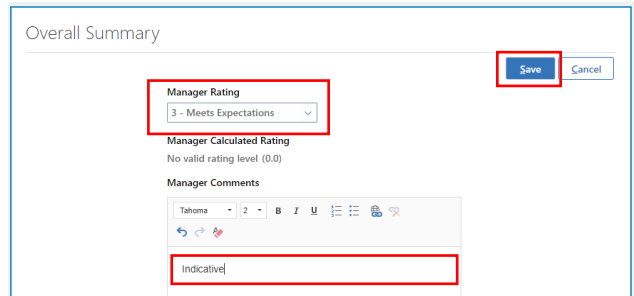 Overall Summary
Save Cancel
Manager Rating
3 - Meets Expectations
Manager Calculated Rating
No valid rating level (0.0)
Manager Comments
Tahoma 2 B I U
Indicative